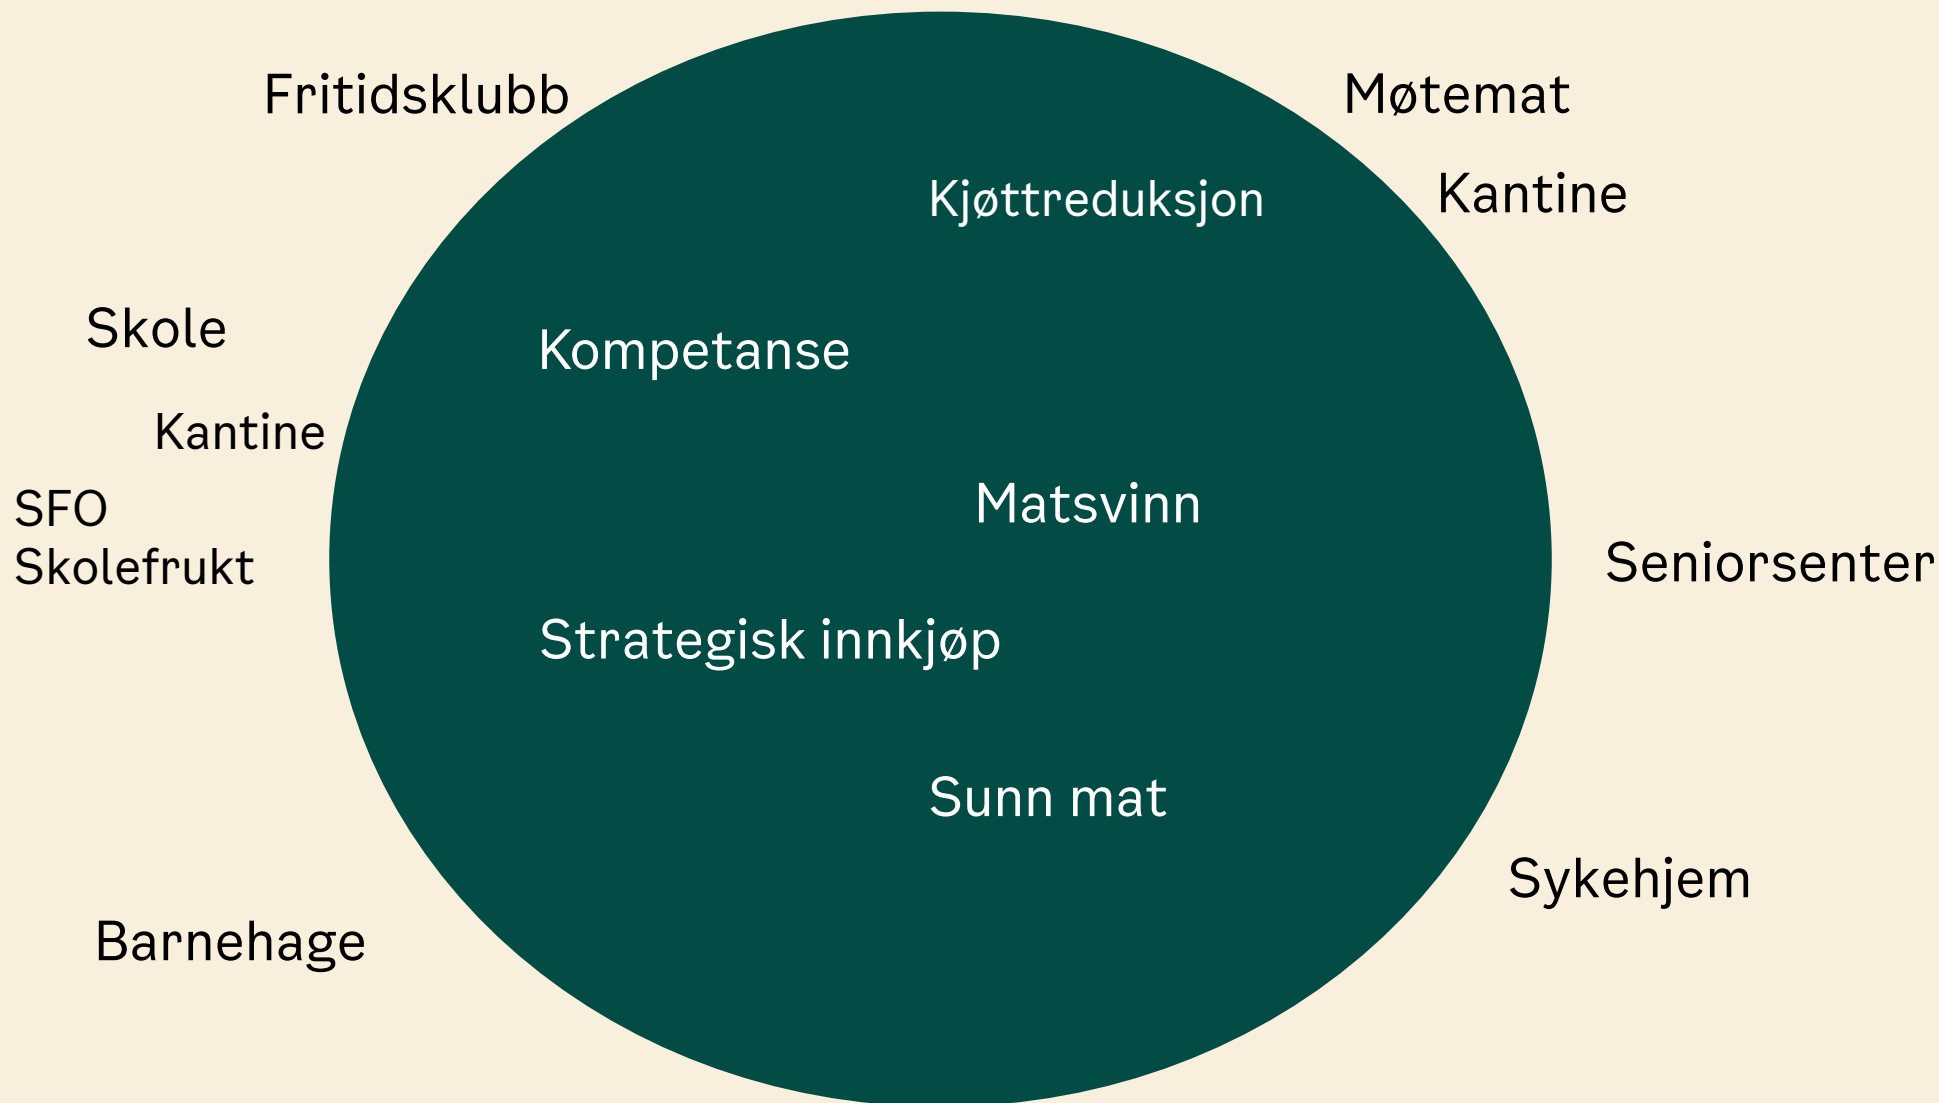 Fritidsklubb
Møtemat
Kjøttreduksjon
Kantine
Skole
Kompetanse
Kantine
Matsvinn
SFO
Skolefrukt
Seniorsenter
Strategisk innkjøp
Sunn mat
Sykehjem
Barnehage